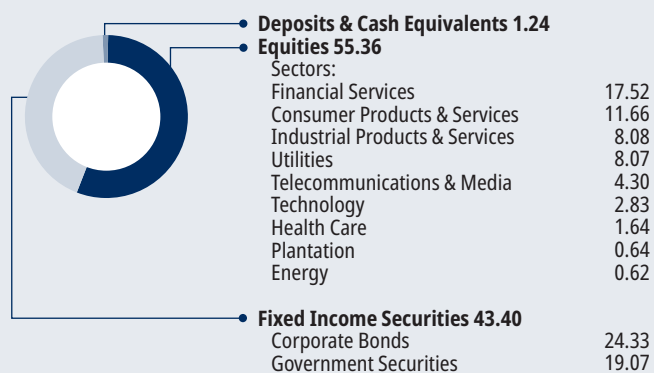 Deposits & Cash Equivalents 1.24
Equities 55.36
Sectors:
Financial Services 17.52
Consumer Products & Services 11.66
Industrial Products & Services 8.08
Utilities 8.07
Telecommunications & Media 4.30
Technology 2.83
Health Care 1.64
Plantation 0.64
Energy 0.62
Fixed Income Securities 43.40
Corporate Bonds 24.33
Government Securities 19.07